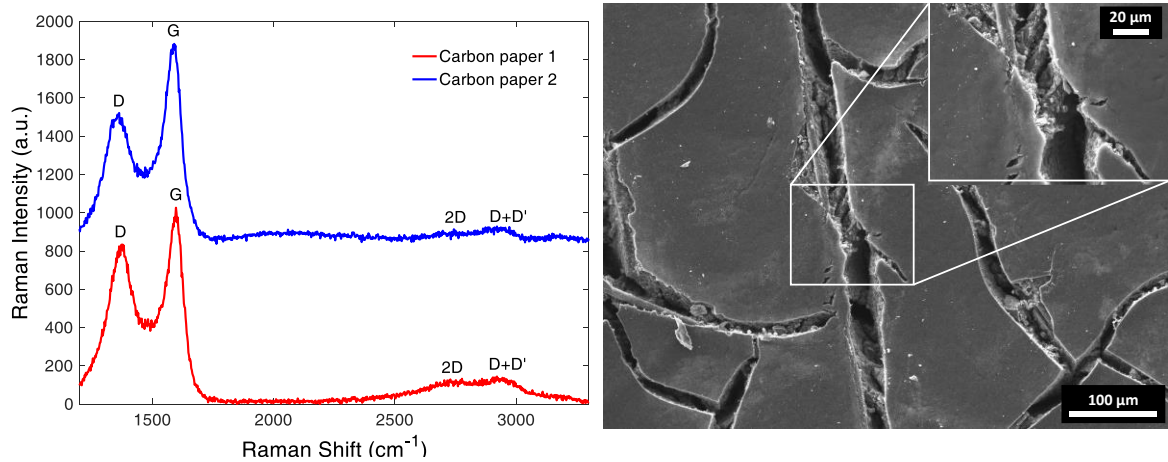 2000
1800
1600
1400
1200
1000
800
600
400
200
0
1500
2000
2500
3000
Raman Intensity (a.u.)
Raman Shift (cm-1)
G
D
2D
D+D'
G
D
2D
D+D'
Carbon paper 1
Carbon paper 2
20 µm
100 µm